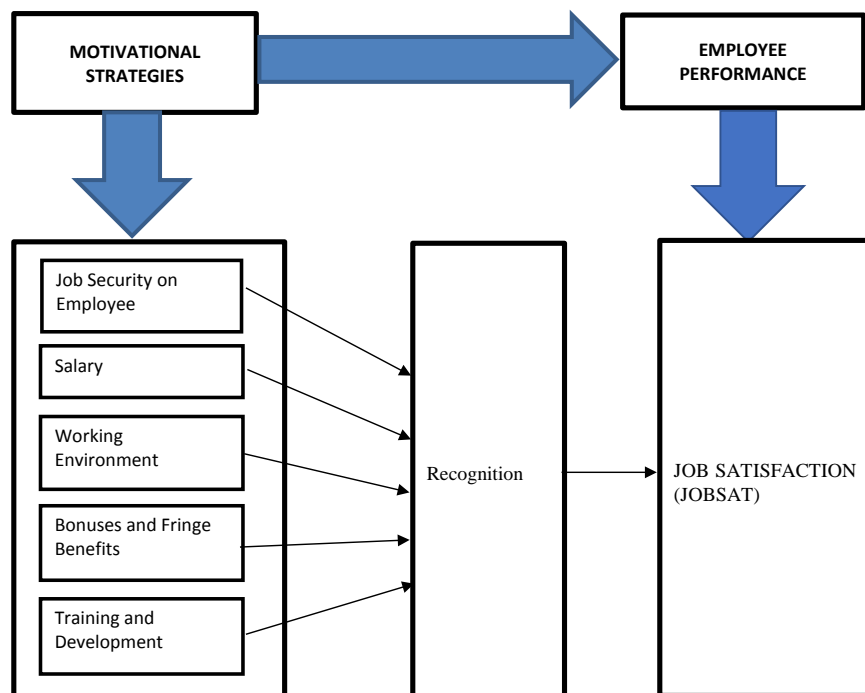 MOTIVATIONAL
STRATEGIES
EMPLOYEE
PERFORMANCE
Job Security on
Employee
Salary
Working
Environment
Bonuses and Fringe
Benefits
Training and
Development
Recognition
JOB SATISFACTION
(JOBSAT)